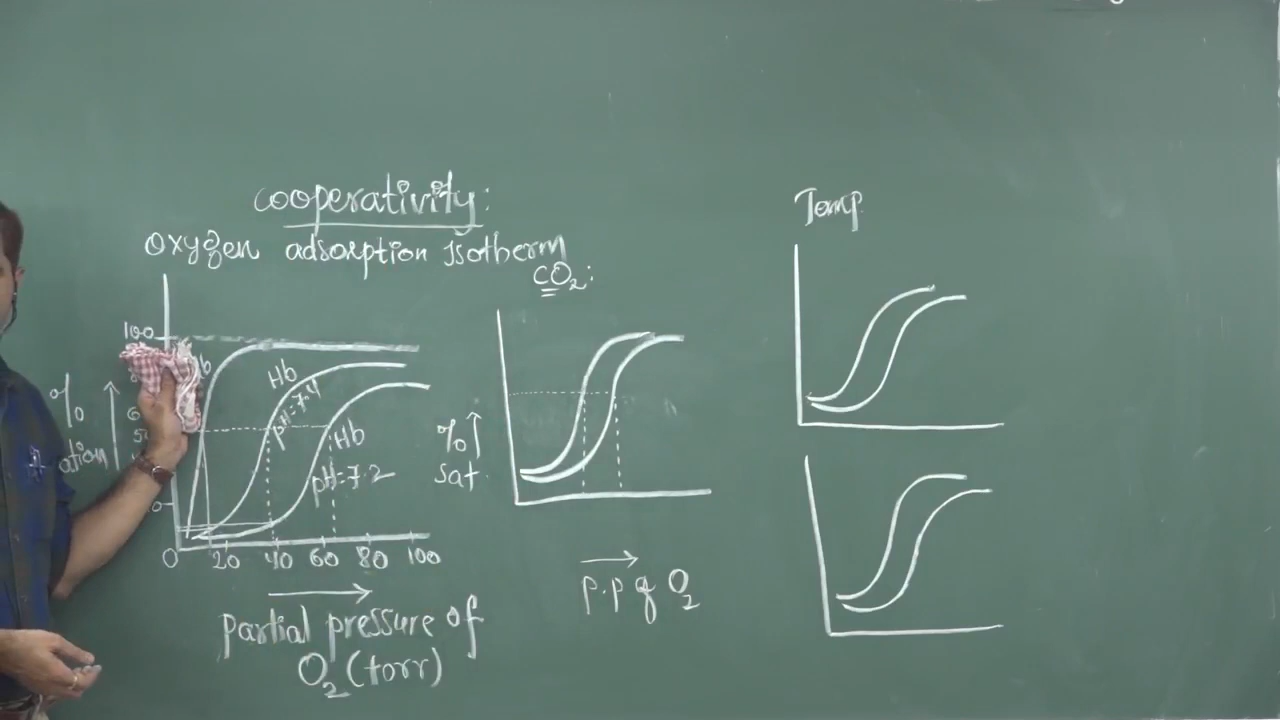 cooperativity:
oxygen adsorption Isotherm
CO2:
100
%
ation
Hb
pH=7.4
Hb
pH=7.2
0 20 40 60 80 100
partial pressure of
O2 (torr)
%
sat.
p.p of O2
Temp.